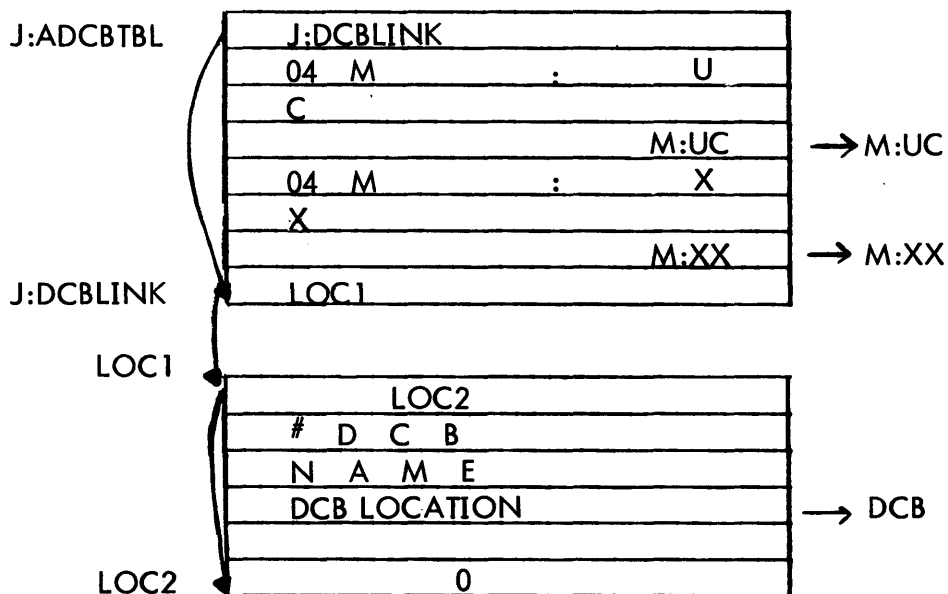 J:ADCBTBL J:DCBLINK
04 M : U
C
M:UC → M:UC
04 M : X
X
M:XX → M:XX
J:DCBLINK LOC1
LOC1
LOC2
# D C B
N A M E
DCB LOCATION → DCB
LOC2 0